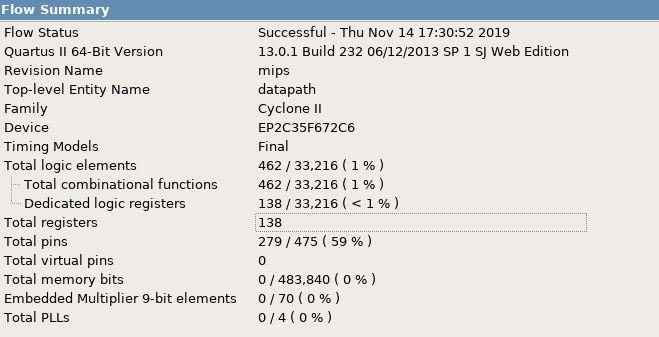 Flow Summary
Flow Status Successful - Thu Nov 14 17:30:52 2019
Quartus II 64-Bit Version 13.0.1 Build 232 06/12/2013 SP 1 SJ Web Edition
Revision Name mips
Top-level Entity Name datapath
Family Cyclone II
Device EP2C35F672C6
Timing Models Final
Total logic elements 462 / 33,216 ( 1 % )
Total combinational functions 462 / 33,216 ( 1 % )
Dedicated logic registers 138 / 33,216 ( < 1 % )
Total registers 138
Total pins 279 / 475 ( 59 % )
Total virtual pins 0
Total memory bits 0 / 483,840 ( 0 % )
Embedded Multiplier 9-bit elements 0 / 70 ( 0 % )
Total PLLs 0 / 4 ( 0 % )